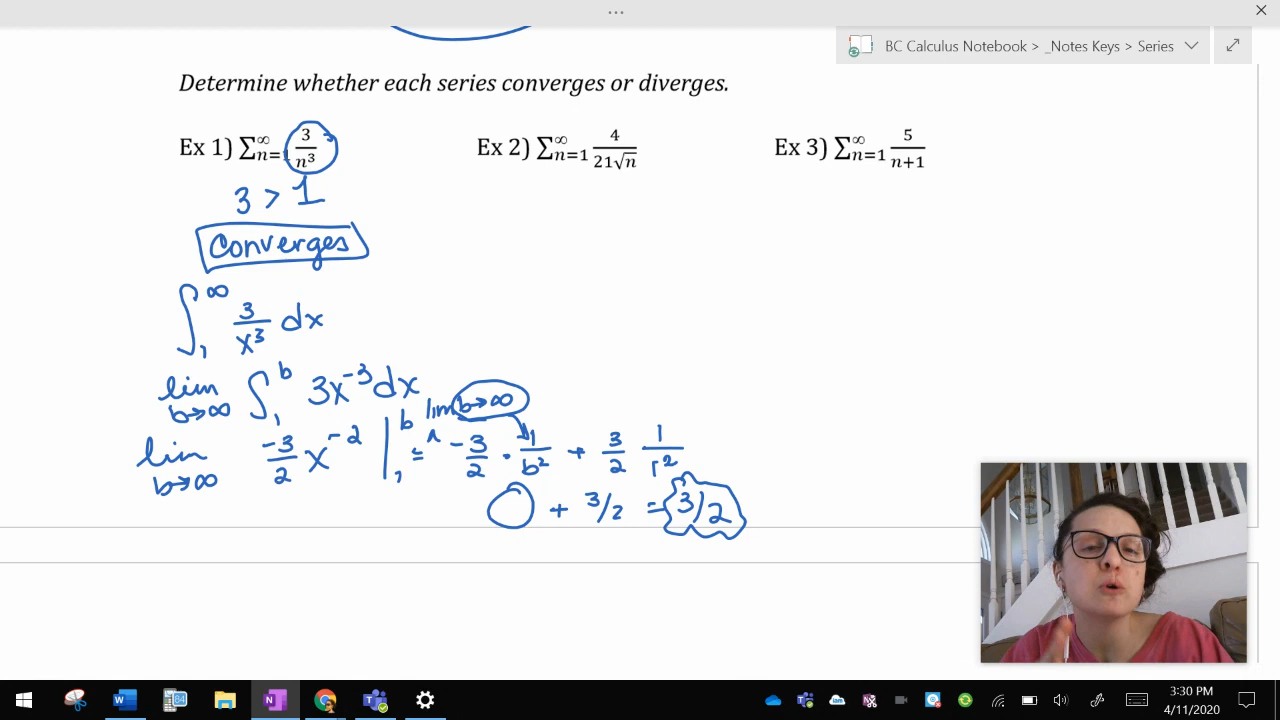 BC Calculus Notebook > _Notes Keys > Series
Determine whether each series converges or diverges.
Ex 1) ∑_{n=1}^{∞} 3/n³
Ex 2) ∑_{n=1}^{∞} 4/(21√n)
Ex 3) ∑_{n=1}^{∞} 5/(n+1)
3 > 1
Converges
∫₁^∞ 3/x³ dx
lim b→∞ ∫₁^b 3x⁻³ dx
lim b→∞
lim b→∞ -3/2 x⁻² |₁^b = -3/2 · 1/b² + 3/2 1/1²
0 + 3/2 = 3/2
84
W
N
T
3:30 PM
4/11/2020